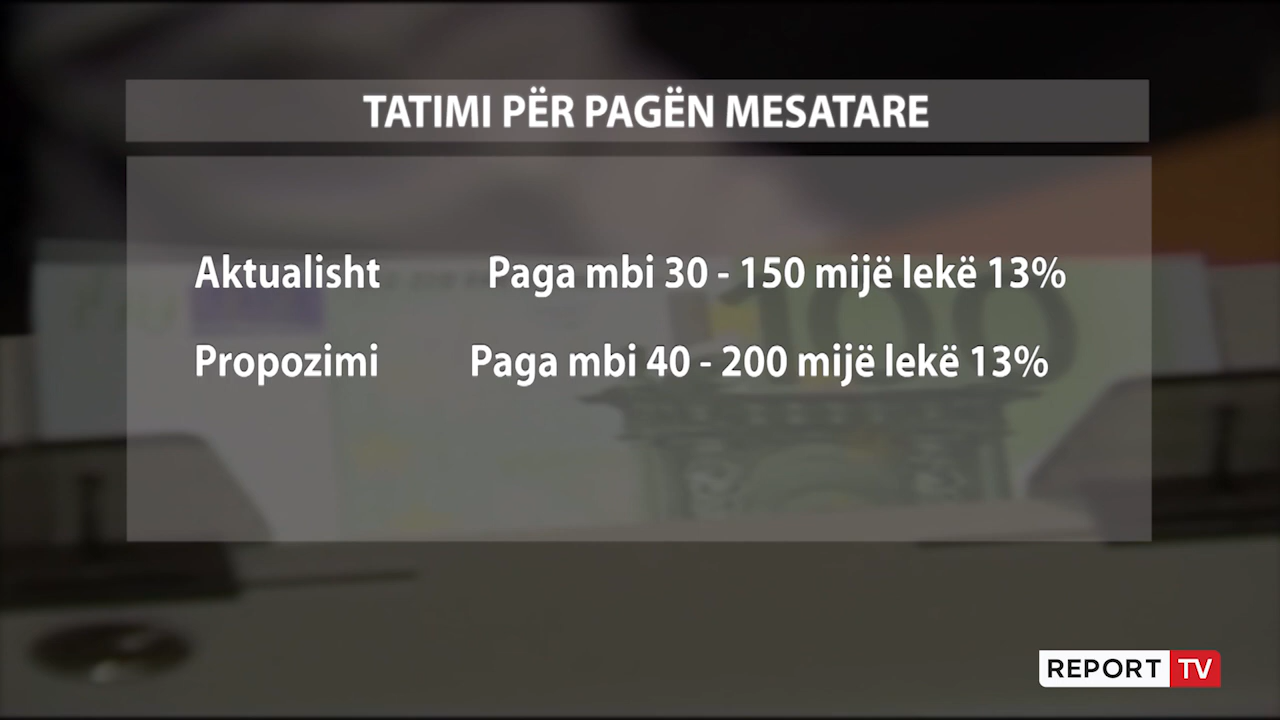 TATIMI PËR PAGËN MESATARE
Aktualisht Paga mbi 30 - 150 mijë lekë 13%
Propozimi Paga mbi 40 - 200 mijë lekë 13%
100
REPORT TV